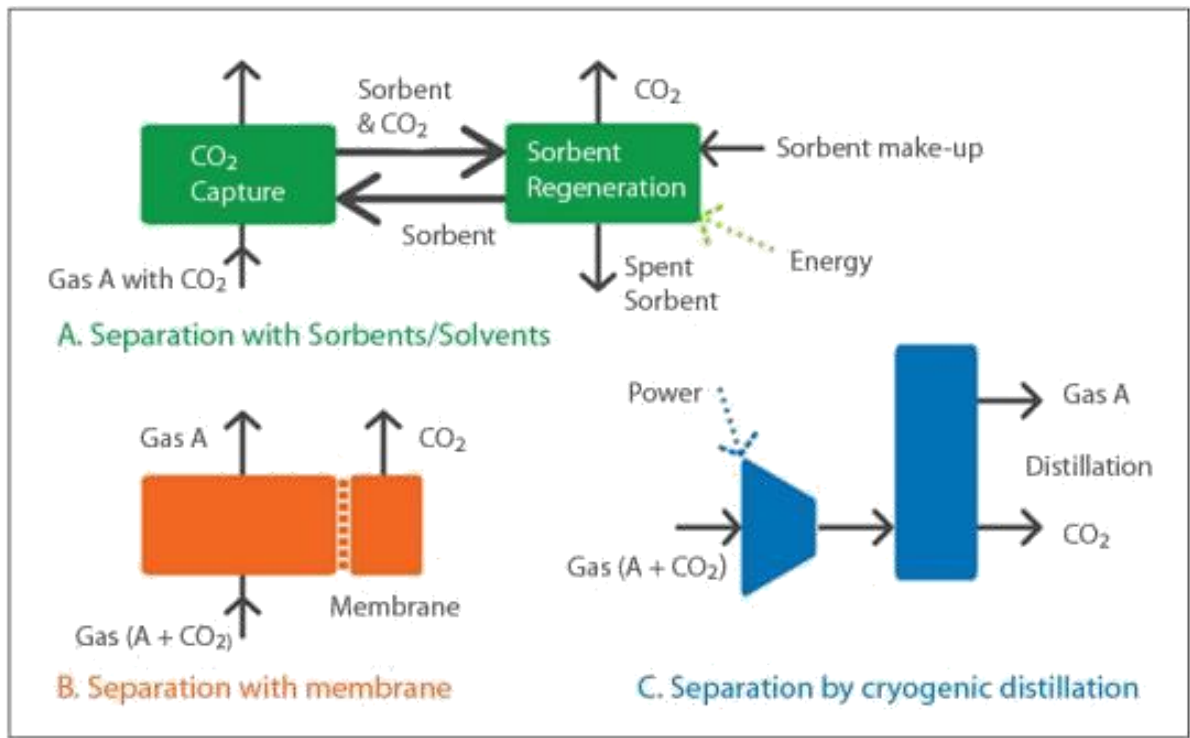 Sorbent
& CO₂
CO₂
CO₂
Capture
Sorbent
Regeneration
Sorbent make-up
Sorbent
Gas A with CO₂
Spent
Sorbent
Energy
A. Separation with Sorbents/Solvents
Gas A
CO₂
Membrane
Gas (A + CO₂)
B. Separation with membrane
Power
Gas A
Distillation
CO₂
Gas (A + CO₂)
C. Separation by cryogenic distillation